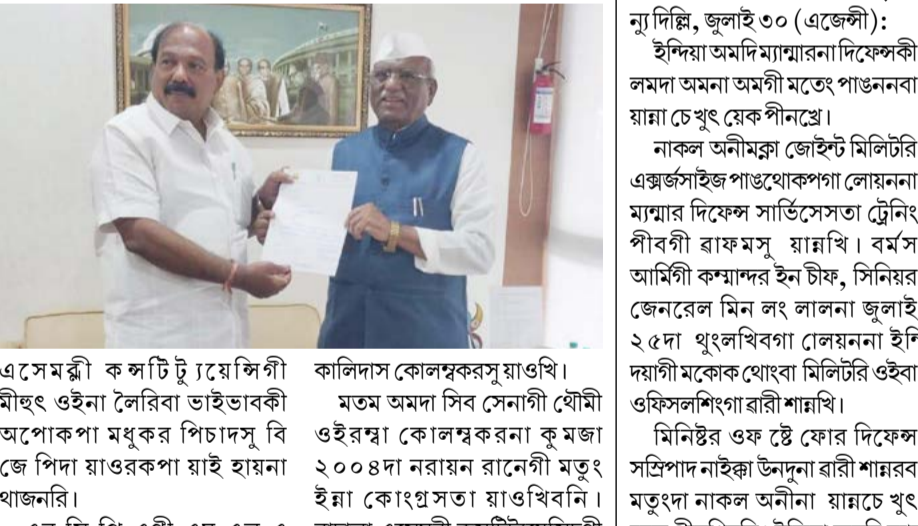 এসেমব্লী কন্সটিটুয়েন্সিগী
মীহুৎ ওইনা লৈরিবা ভাইভাবকী
অপোকপা মধুকর পিচাদসু বি
জে পিদা য়াওরকপা য়াই হায়না
থাজনরি।
কালিদাস কোলম্বকরসু য়াওখি।
মতম অমদা সিব সেনাগী থৌমী
ওইরম্বা কোলম্বকরনা কুমজা
২০০৪দা নরায়ন রানেগী মতুং
ইন্না কোংগ্রসতা য়াওখিবনি।
ন্যু দিল্লি, জুলাই ৩০ (এজেন্সী):
ইন্দিয়া অমদি ম্যান্মারনা দিফেন্সকী
লমদা অমনা অমগী মতেং পাঙননবা
য়ান্না চে খুৎ য়েক পীনখ্রে।
নাকল অনীমক্না জোইন্ট মিলিটরি
এক্সর্জসাইজ পাঙথোকপগা লোয়ননা
ম্যন্মার দিফেন্স সার্ভিসেসতা ট্রেনিং
পীবগী ৱাফমসু য়ান্নখি। বর্মস
আর্মিগী কম্মান্দর ইন চীফ, সিনিয়র
জেনরেল মিন লং লালনা জুলাই
২৫দা থুংলখিবগা লোয়ননা ইন্দি
দয়াগী মকোক থোংবা মিলিটরি ওইবা
ওফিসলশিংগা ৱারী শান্নখি।
মিনিষ্টর ওফ ষ্টে ফোর দিফেন্স
সস্রিপাদ নাইক্কা উনদুনা ৱারী শান্নরব
মতুংদা নাকল অনীনা য়ান্নচে খুৎ